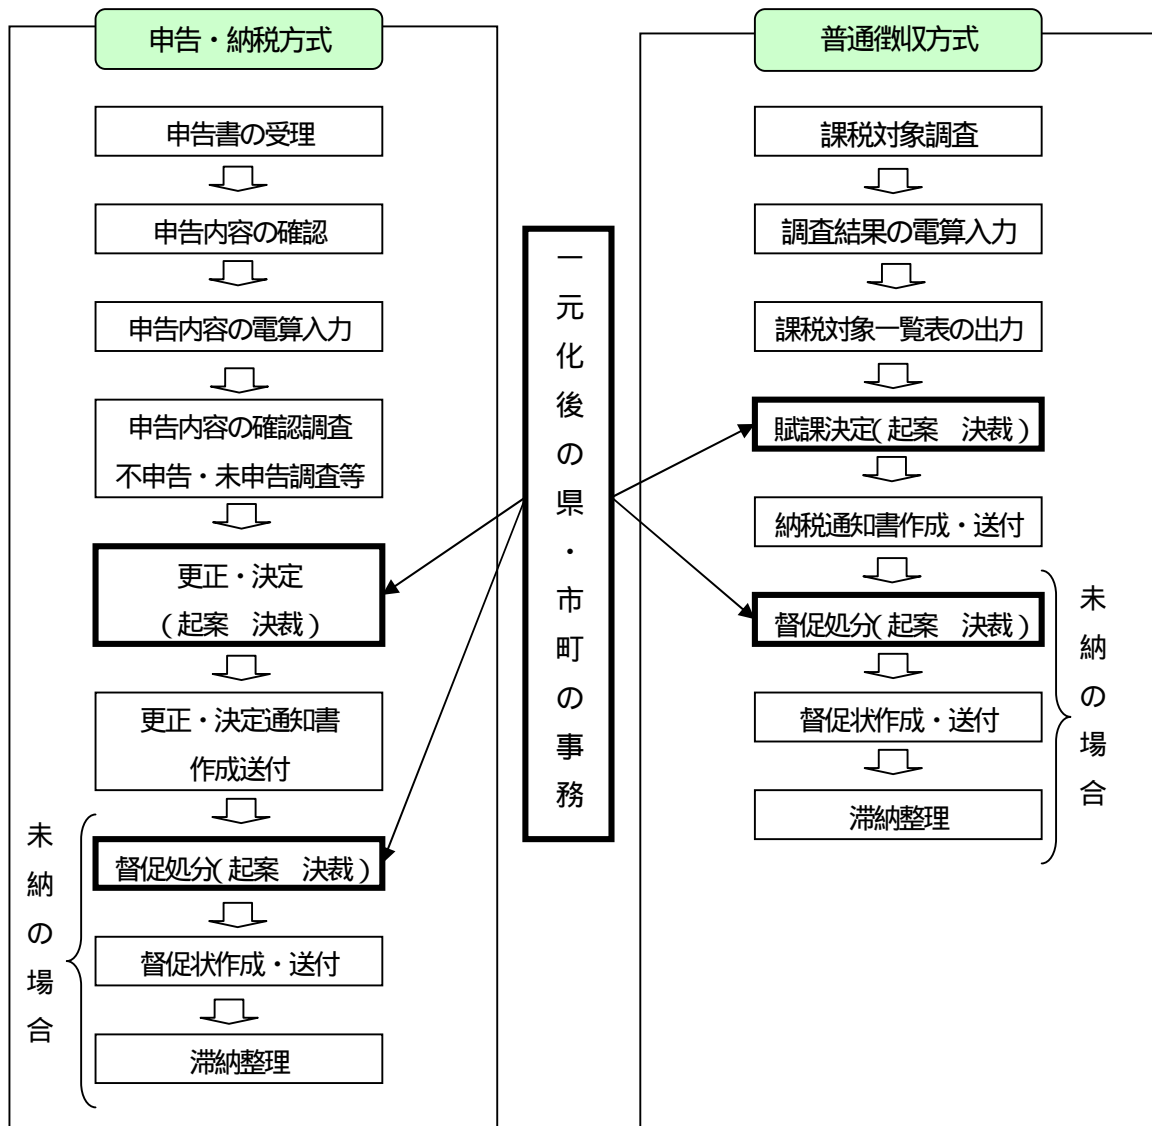 申告・納税方式
申告書の受理
申告内容の確認
申告内容の電算入力
申告内容の確認調査
不申告・未申告調査等
更正・決定
(起案 決裁)
更正・決定通知書
作成送付
未納の場合
督促処分(起案 決裁)
督促状作成・送付
滞納整理
一元化後の県・市町の事務
普通徴収方式
課税対象調査
調査結果の電算入力
課税対象一覧表の出力
賦課決定(起案 決裁)
納税通知書作成・送付
督促処分(起案 決裁)
督促状作成・送付
滞納整理
未納の場合